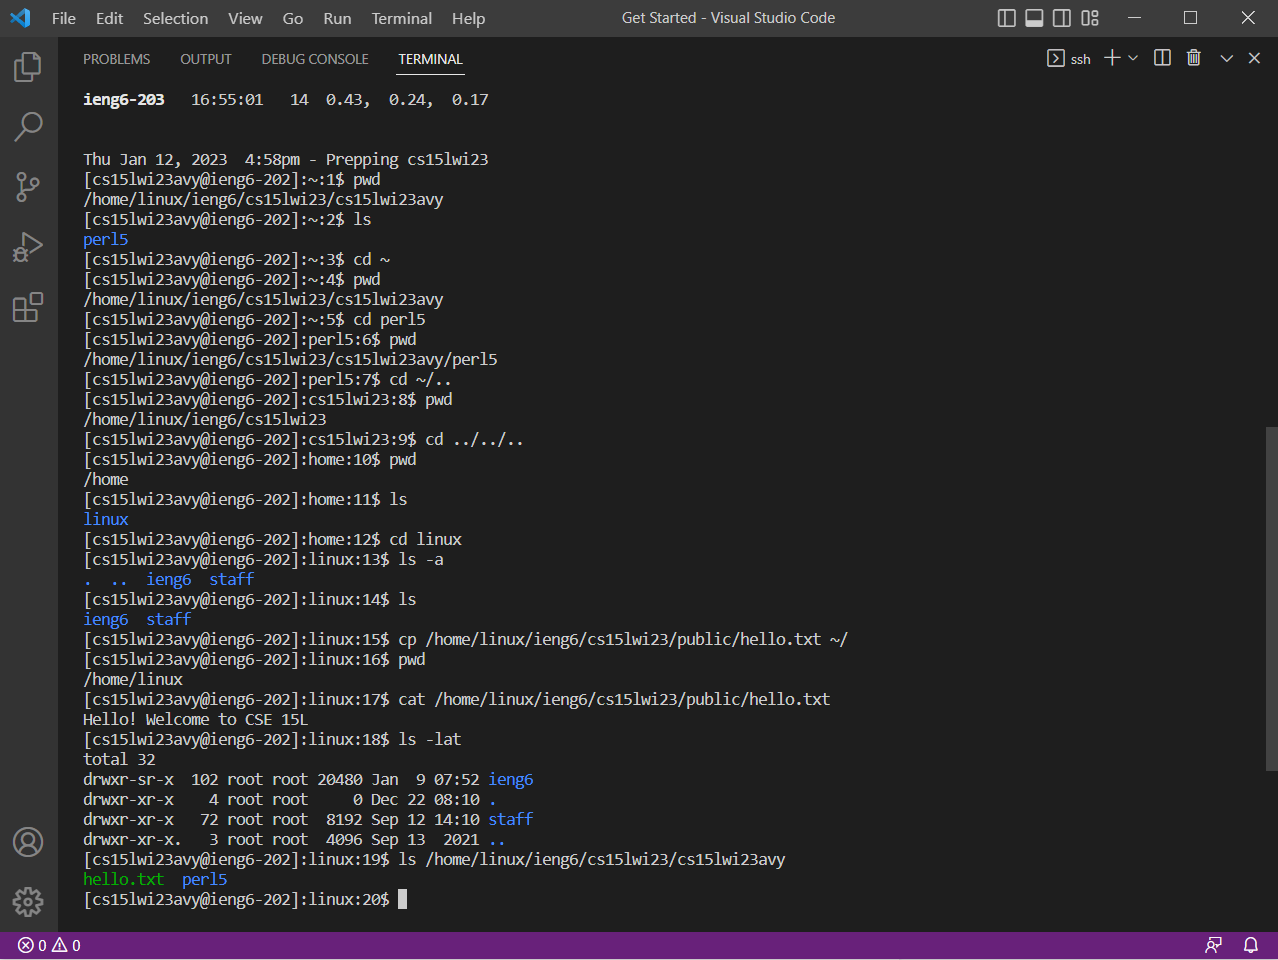 File Edit Selection View Go Run Terminal Help Get Started - Visual Studio Code
PROBLEMS OUTPUT DEBUG CONSOLE TERMINAL ssh
ieng6-203   16:55:01   14  0.43,  0.24,  0.17
Thu Jan 12, 2023  4:58pm - Prepping cs15lwi23
[cs15lwi23avy@ieng6-202]:~:1$ pwd
/home/linux/ieng6/cs15lwi23/cs15lwi23avy
[cs15lwi23avy@ieng6-202]:~:2$ ls
perl5
[cs15lwi23avy@ieng6-202]:~:3$ cd ~
[cs15lwi23avy@ieng6-202]:~:4$ pwd
/home/linux/ieng6/cs15lwi23/cs15lwi23avy
[cs15lwi23avy@ieng6-202]:~:5$ cd perl5
[cs15lwi23avy@ieng6-202]:perl5:6$ pwd
/home/linux/ieng6/cs15lwi23/cs15lwi23avy/perl5
[cs15lwi23avy@ieng6-202]:perl5:7$ cd ~/..
[cs15lwi23avy@ieng6-202]:cs15lwi23:8$ pwd
/home/linux/ieng6/cs15lwi23
[cs15lwi23avy@ieng6-202]:cs15lwi23:9$ cd ../../..
[cs15lwi23avy@ieng6-202]:home:10$ pwd
/home
[cs15lwi23avy@ieng6-202]:home:11$ ls
linux
[cs15lwi23avy@ieng6-202]:home:12$ cd linux
[cs15lwi23avy@ieng6-202]:linux:13$ ls -a
.  ..  ieng6  staff
[cs15lwi23avy@ieng6-202]:linux:14$ ls
ieng6  staff
[cs15lwi23avy@ieng6-202]:linux:15$ cp /home/linux/ieng6/cs15lwi23/public/hello.txt ~/
[cs15lwi23avy@ieng6-202]:linux:16$ pwd
/home/linux
[cs15lwi23avy@ieng6-202]:linux:17$ cat /home/linux/ieng6/cs15lwi23/public/hello.txt
Hello! Welcome to CSE 15L
[cs15lwi23avy@ieng6-202]:linux:18$ ls -lat
total 32
drwxr-sr-x  102 root root 20480 Jan  9 07:52 ieng6
drwxr-xr-x    4 root root     0 Dec 22 08:10 .
drwxr-xr-x   72 root root  8192 Sep 12 14:10 staff
drwxr-xr-x.   3 root root  4096 Sep 13  2021 ..
[cs15lwi23avy@ieng6-202]:linux:19$ ls /home/linux/ieng6/cs15lwi23/cs15lwi23avy
hello.txt  perl5
[cs15lwi23avy@ieng6-202]:linux:20$
0 0